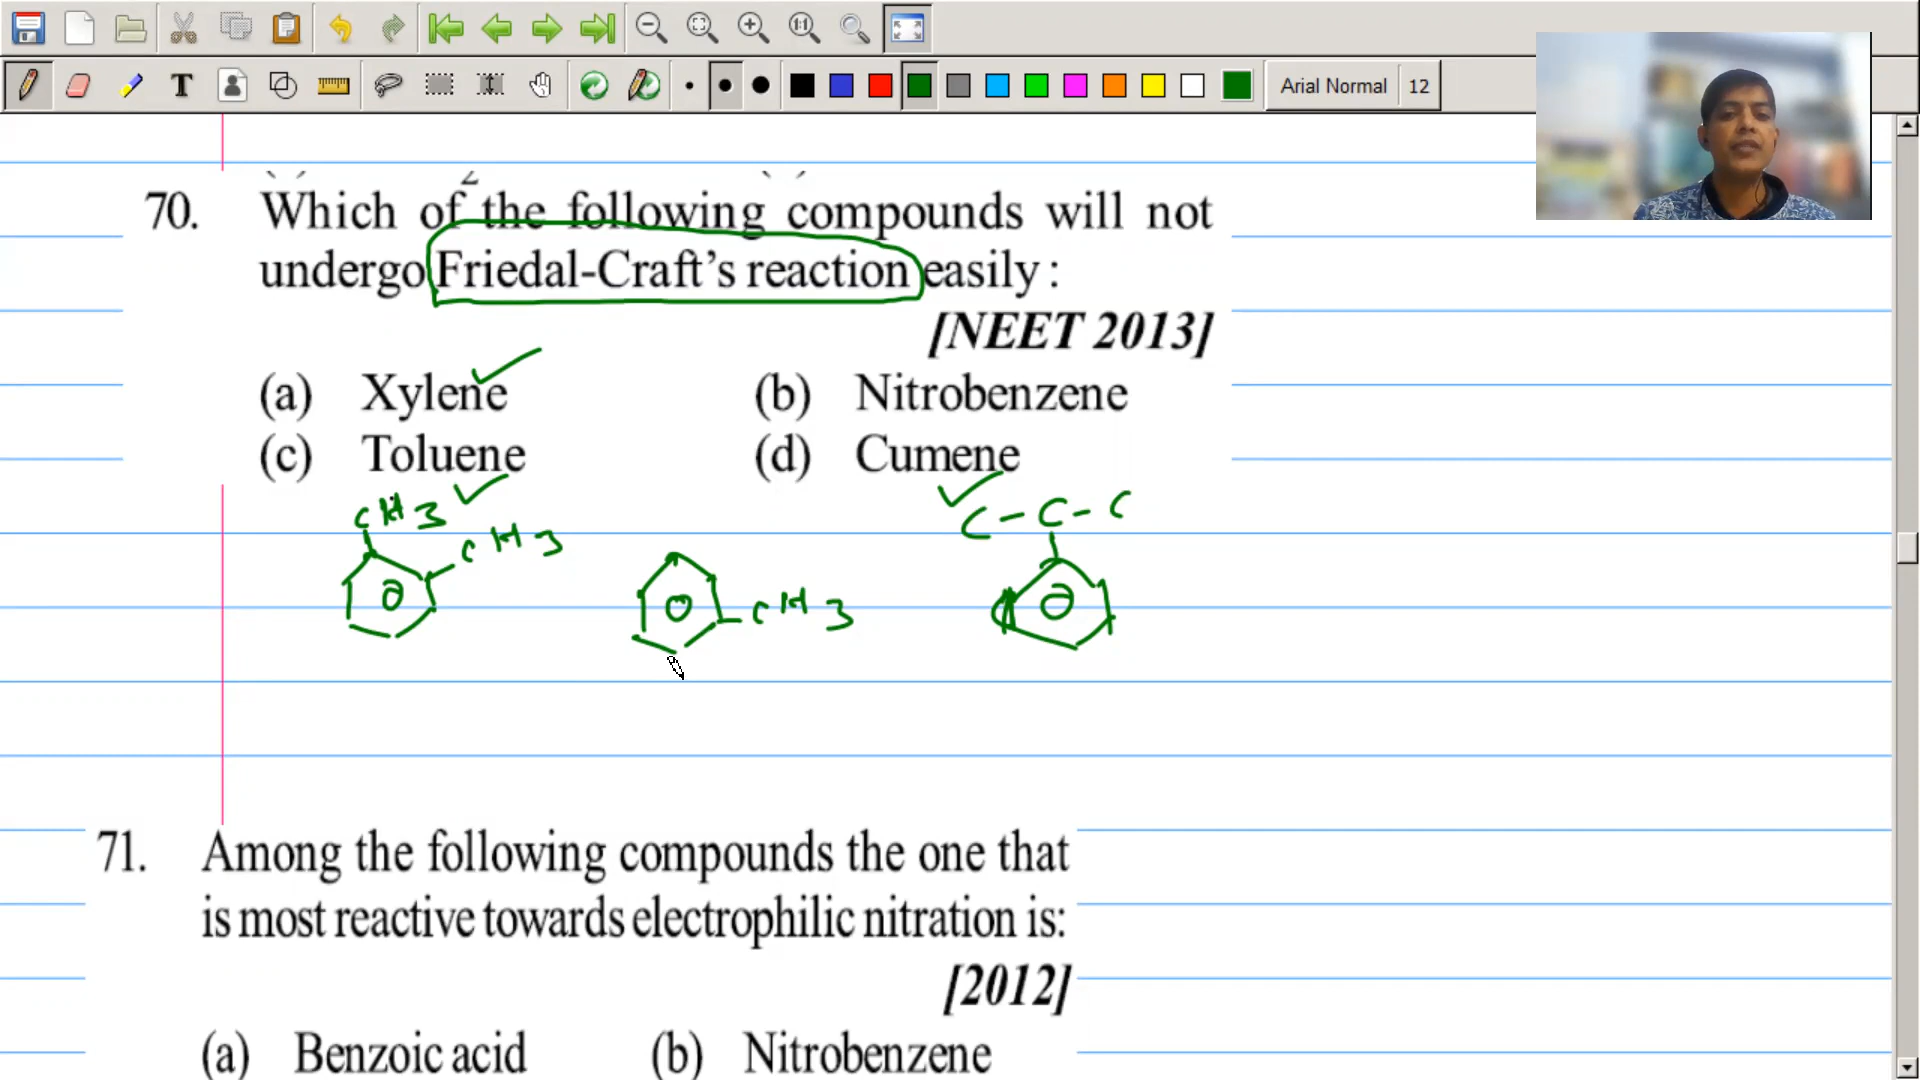 Arial Normal 12
70. Which of the following compounds will not
undergo Friedal-Craft's reaction easily :
[NEET 2013]
(a) Xylene (b) Nitrobenzene
(c) Toluene (d) Cumene
CH3
CH3
C - C - C
CH3
71. Among the following compounds the one that
is most reactive towards electrophilic nitration is:
[2012]
(a) Benzoic acid (b) Nitrobenzene